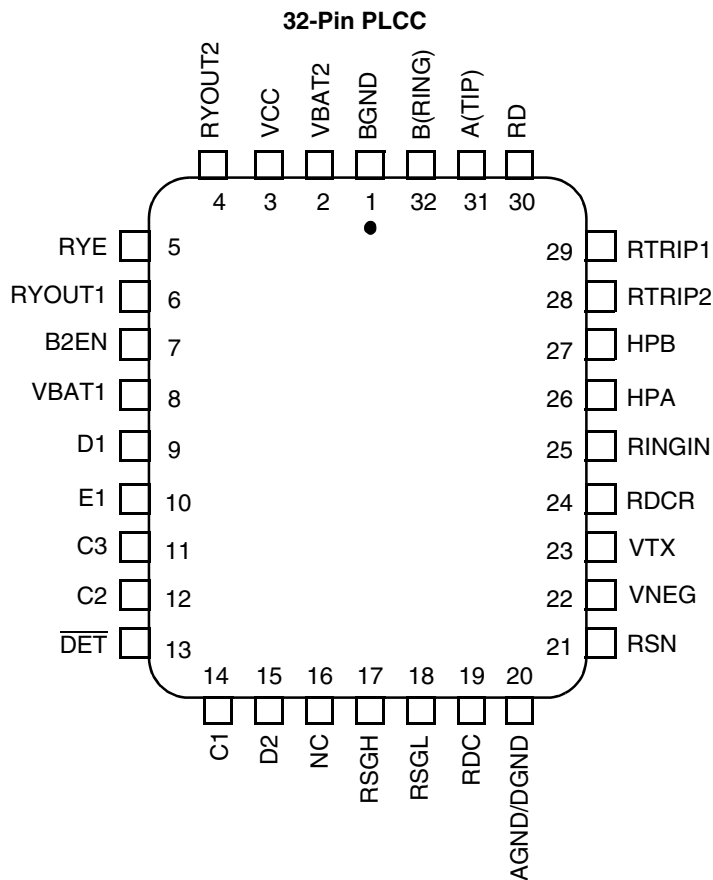 32-Pin PLCC
RYOUT2
VCC
VBAT2
BGND
B(RING)
A(TIP)
RD
4
3
2
1
32
31
30
RYE
5
29
RTRIP1
RYOUT1
6
28
RTRIP2
B2EN
7
27
HPB
VBAT1
8
26
HPA
D1
9
25
RINGIN
E1
10
24
RDCR
C3
11
23
VTX
C2
12
22
VNEG
DET
13
21
RSN
14
15
16
17
18
19
20
C1
D2
NC
RSGH
RSGL
RDC
AGND/DGND